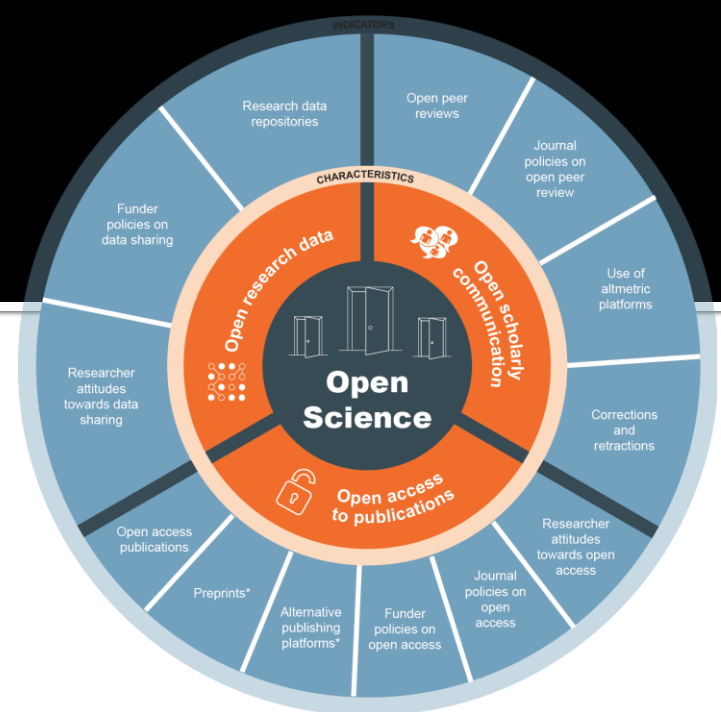 INDICATORS
CHARACTERISTICS
Open
Science
Open research data
Research data
repositories
Funder
policies on
data sharing
Researcher
attitudes
towards data
sharing
Open scholarly
communication
Open peer
reviews
Journal
policies on
open peer
review
Use of
altmetric
platforms
Corrections
and
retractions
Open access
to publications
Open access
publications
Preprints*
Alternative
publishing
platforms*
Funder
policies on
open access
Journal
policies on
open
access
Researcher
attitudes
towards open
access